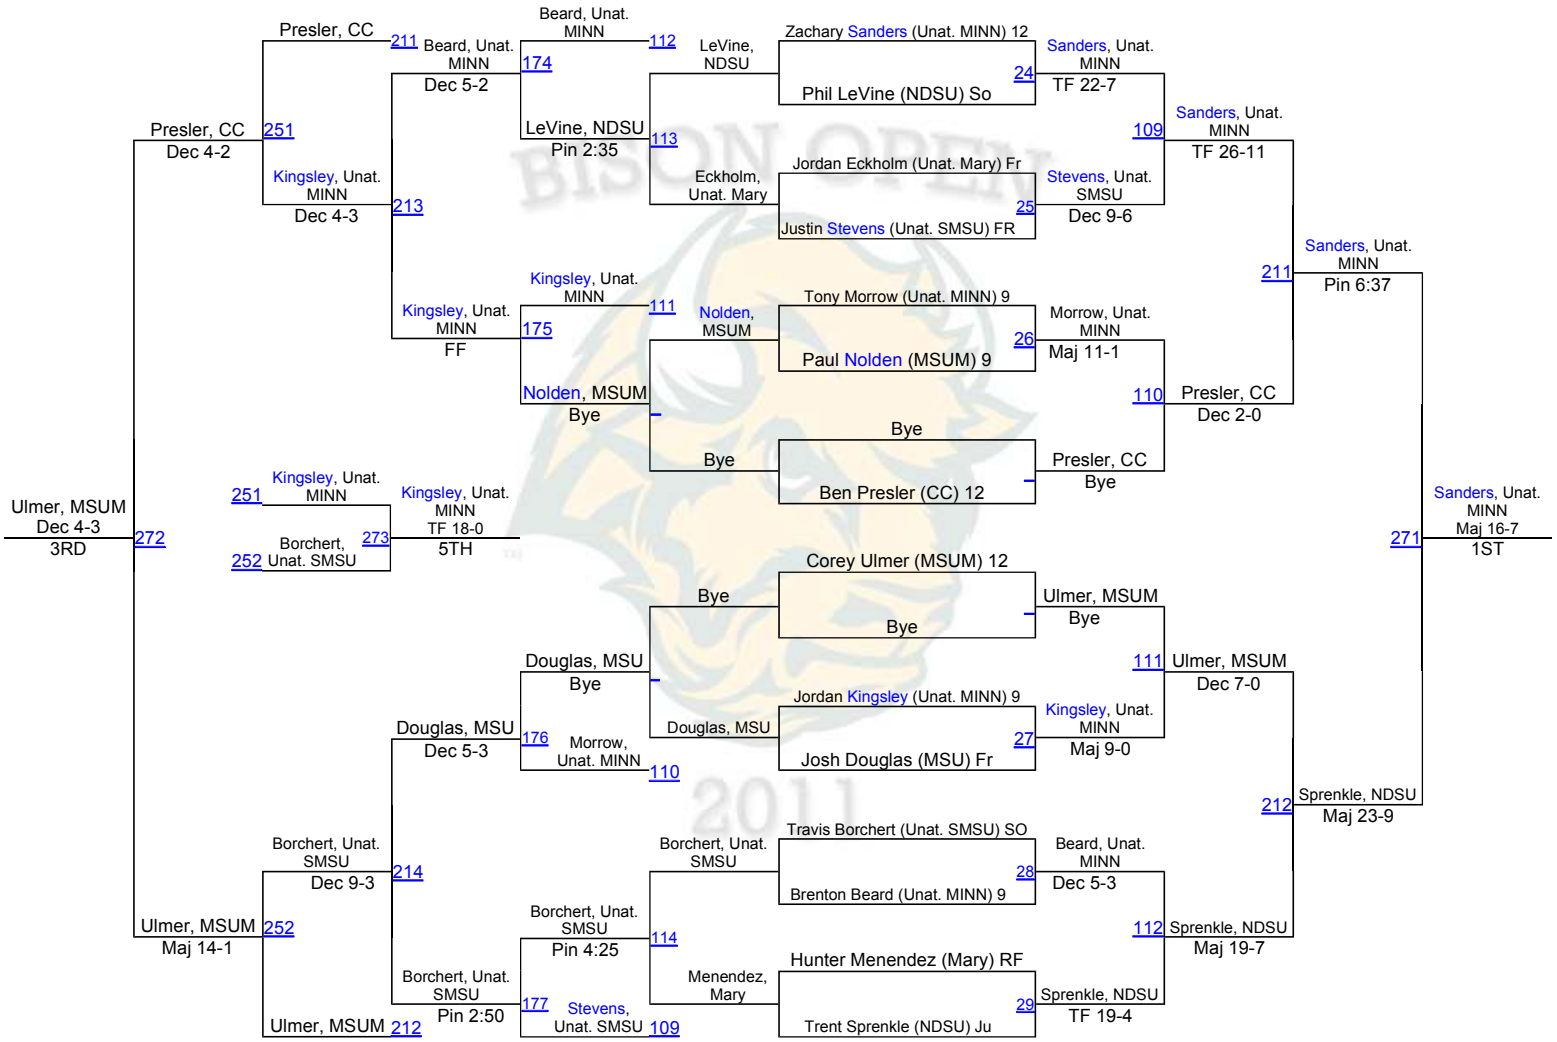 Presler, CC
211
Beard, Unat.
MINN
Dec 5-2
174
Beard, Unat.
MINN
112
LeVine,
NDSU
Zachary Sanders (Unat. MINN) 12
24
Phil LeVine (NDSU) So
Sanders, Unat.
MINN
TF 22-7
Presler, CC
251
Dec 4-2
LeVine, NDSU
Pin 2:35
113
109
Sanders, Unat.
MINN
TF 26-11
BISON OPEN
Kingsley, Unat.
MINN
Dec 4-3
213
Eckholm,
Unat. Mary
Jordan Eckholm (Unat. Mary) Fr
25
Justin Stevens (Unat. SMSU) FR
Stevens, Unat.
SMSU
Dec 9-6
211
Sanders, Unat.
MINN
Pin 6:37
Kingsley, Unat.
MINN
FF
175
Kingsley, Unat.
MINN
111
Nolden,
MSUM
Tony Morrow (Unat. MINN) 9
26
Paul Nolden (MSUM) 9
Morrow, Unat.
MINN
Maj 11-1
Nolden, MSUM
Bye
110
Presler, CC
Dec 2-0
Bye
Bye
Ben Presler (CC) 12
Presler, CC
Bye
Ulmer, MSUM
Dec 4-3
3RD
272
251
Kingsley, Unat.
MINN
252
Borchert,
Unat. SMSU
273
Kingsley, Unat.
MINN
TF 18-0
5TH
TM
271
Sanders, Unat.
MINN
Maj 16-7
1ST
Bye
Corey Ulmer (MSUM) 12
Bye
Ulmer, MSUM
Bye
Douglas, MSU
Bye
111
Ulmer, MSUM
Dec 7-0
Douglas, MSU
Dec 5-3
176
Morrow,
Unat. MINN
110
Douglas, MSU
Jordan Kingsley (Unat. MINN) 9
27
Josh Douglas (MSU) Fr
Kingsley, Unat.
MINN
Maj 9-0
2011
212
Sprenkle, NDSU
Maj 23-9
Borchert, Unat.
SMSU
Dec 9-3
214
Borchert, Unat.
SMSU
Travis Borchert (Unat. SMSU) SO
28
Brenton Beard (Unat. MINN) 9
Beard, Unat.
MINN
Dec 5-3
Ulmer, MSUM
Maj 14-1
252
Borchert, Unat.
SMSU
Pin 4:25
114
112
Sprenkle, NDSU
Maj 19-7
Borchert, Unat.
SMSU
Pin 2:50
177
Stevens,
Unat. SMSU
109
Menendez,
Mary
Hunter Menendez (Mary) RF
29
Trent Sprenkle (NDSU) Ju
Sprenkle, NDSU
TF 19-4
Ulmer, MSUM
212